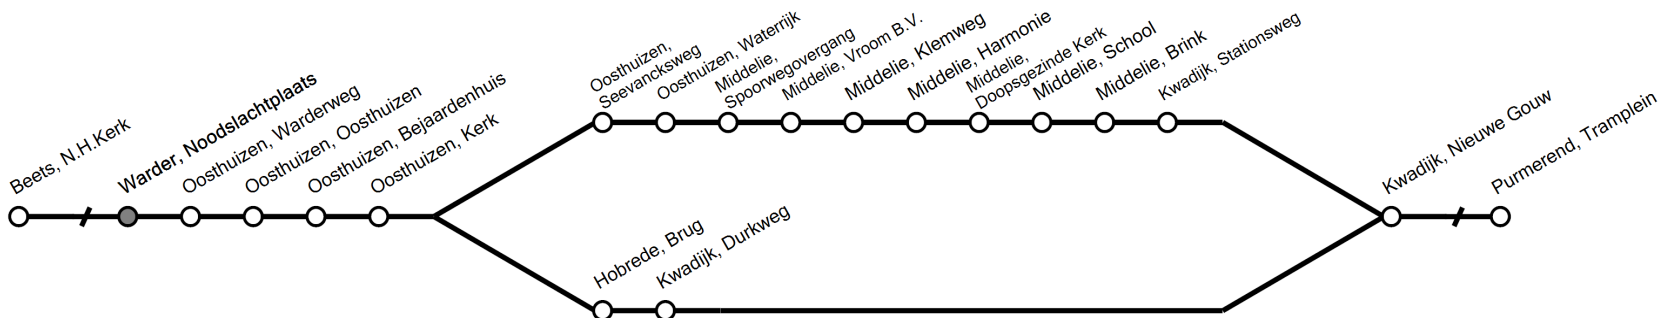 Beets, N.H.Kerk
Warder, Noodslachtplaats
Oosthuizen, Warderweg
Oosthuizen, Oosthuizen
Oosthuizen, Bejaardenhuis
Oosthuizen, Kerk
Oosthuizen,
Seevancksweg
Oosthuizen, Waterrijk
Middelie,
Spoorwegovergang
Middelie, Vroom B.V.
Middelie, Klemweg
Middelie, Harmonie
Middelie,
Doopsgezinde Kerk
Middelie, School
Middelie, Brink
Kwadijk, Stationsweg
Hobrede, Brug
Kwadijk, Durkweg
Kwadijk, Nieuwe Gouw
Purmerend, Tramplein